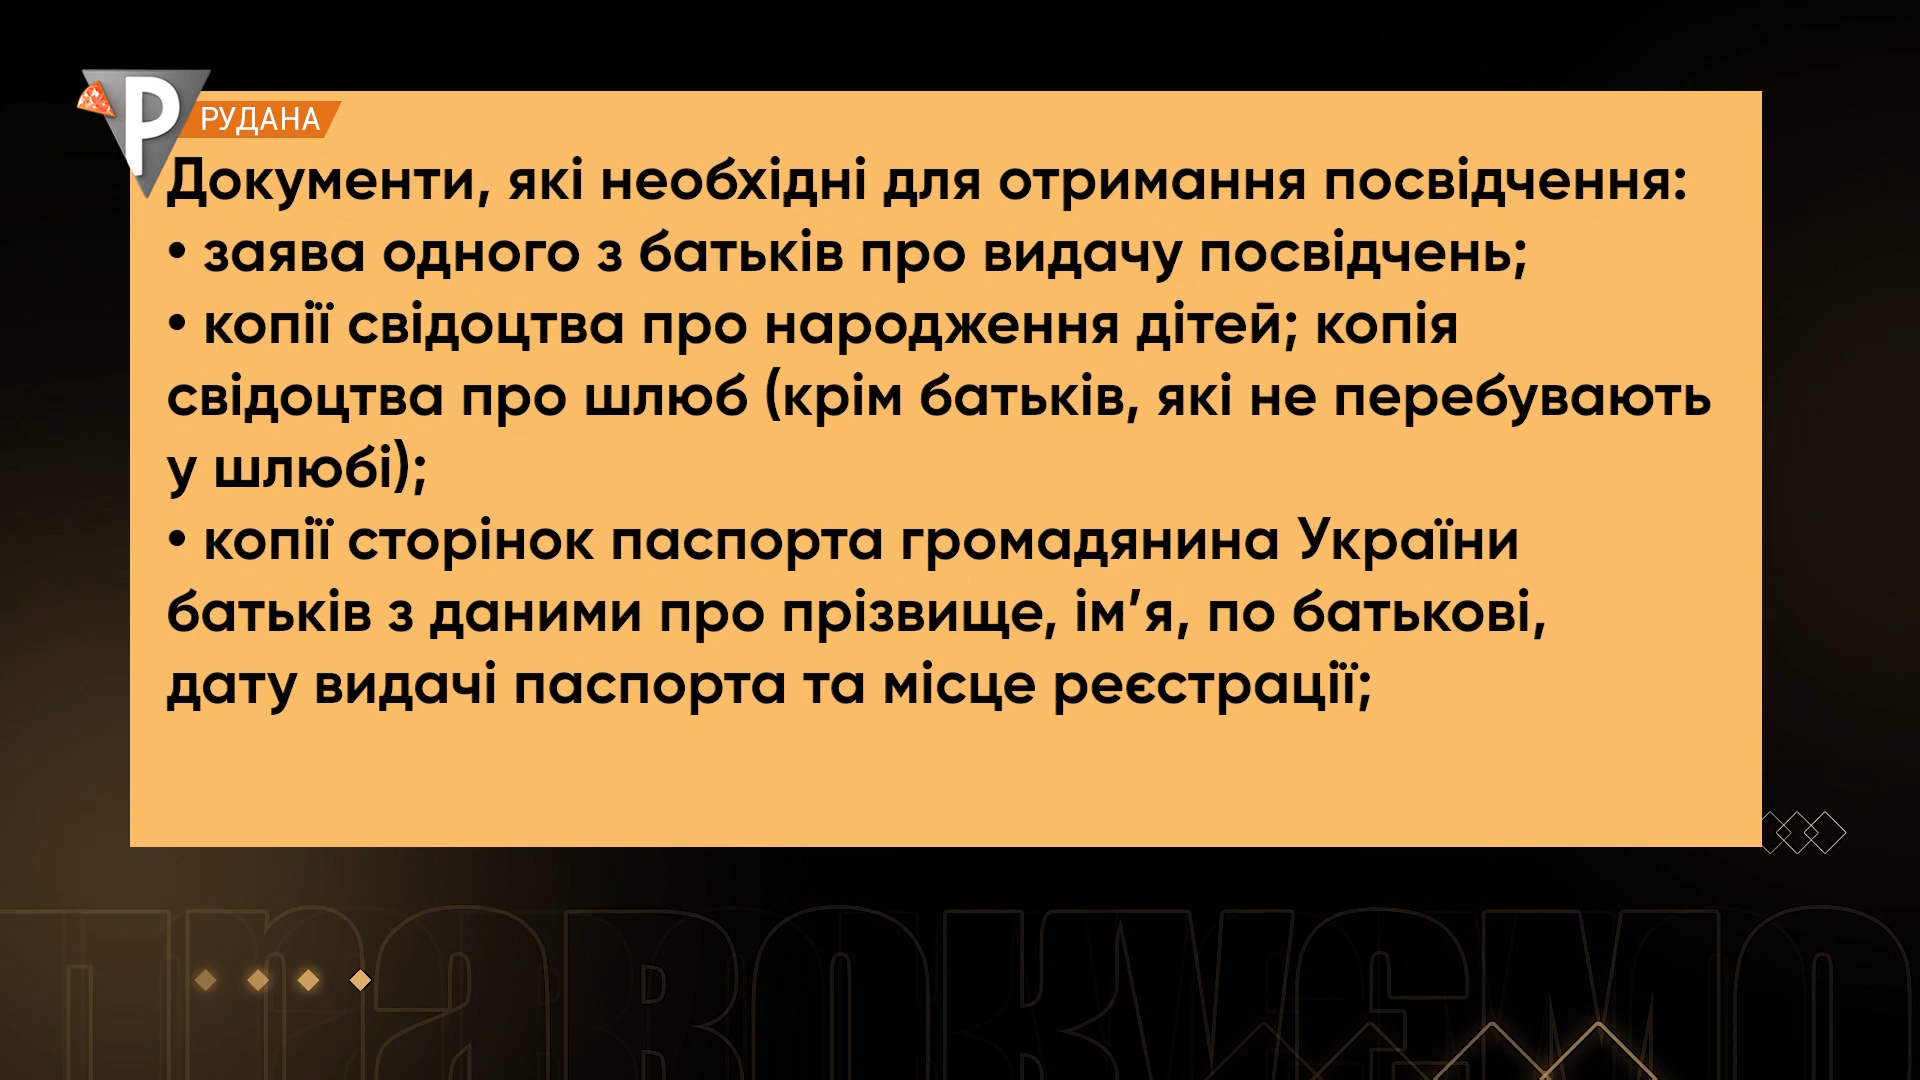 Р
РУДАНА
Документи, які необхідні для отримання посвідчення:
• заява одного з батьків про видачу посвідчень;
• копії свідоцтва про народження дітей; копія
свідоцтва про шлюб (крім батьків, які не перебувають
у шлюбі);
• копії сторінок паспорта громадянина України
батьків з даними про прізвище, ім’я, по батькові,
дату видачі паспорта та місце реєстрації;
правокуємо